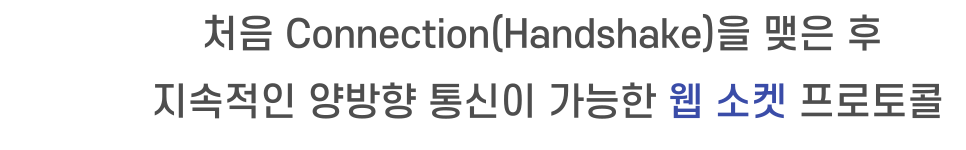 처음 Connection(Handshake)을 맺은 후
지속적인 양방향 통신이 가능한 웹 소켓 프로토콜